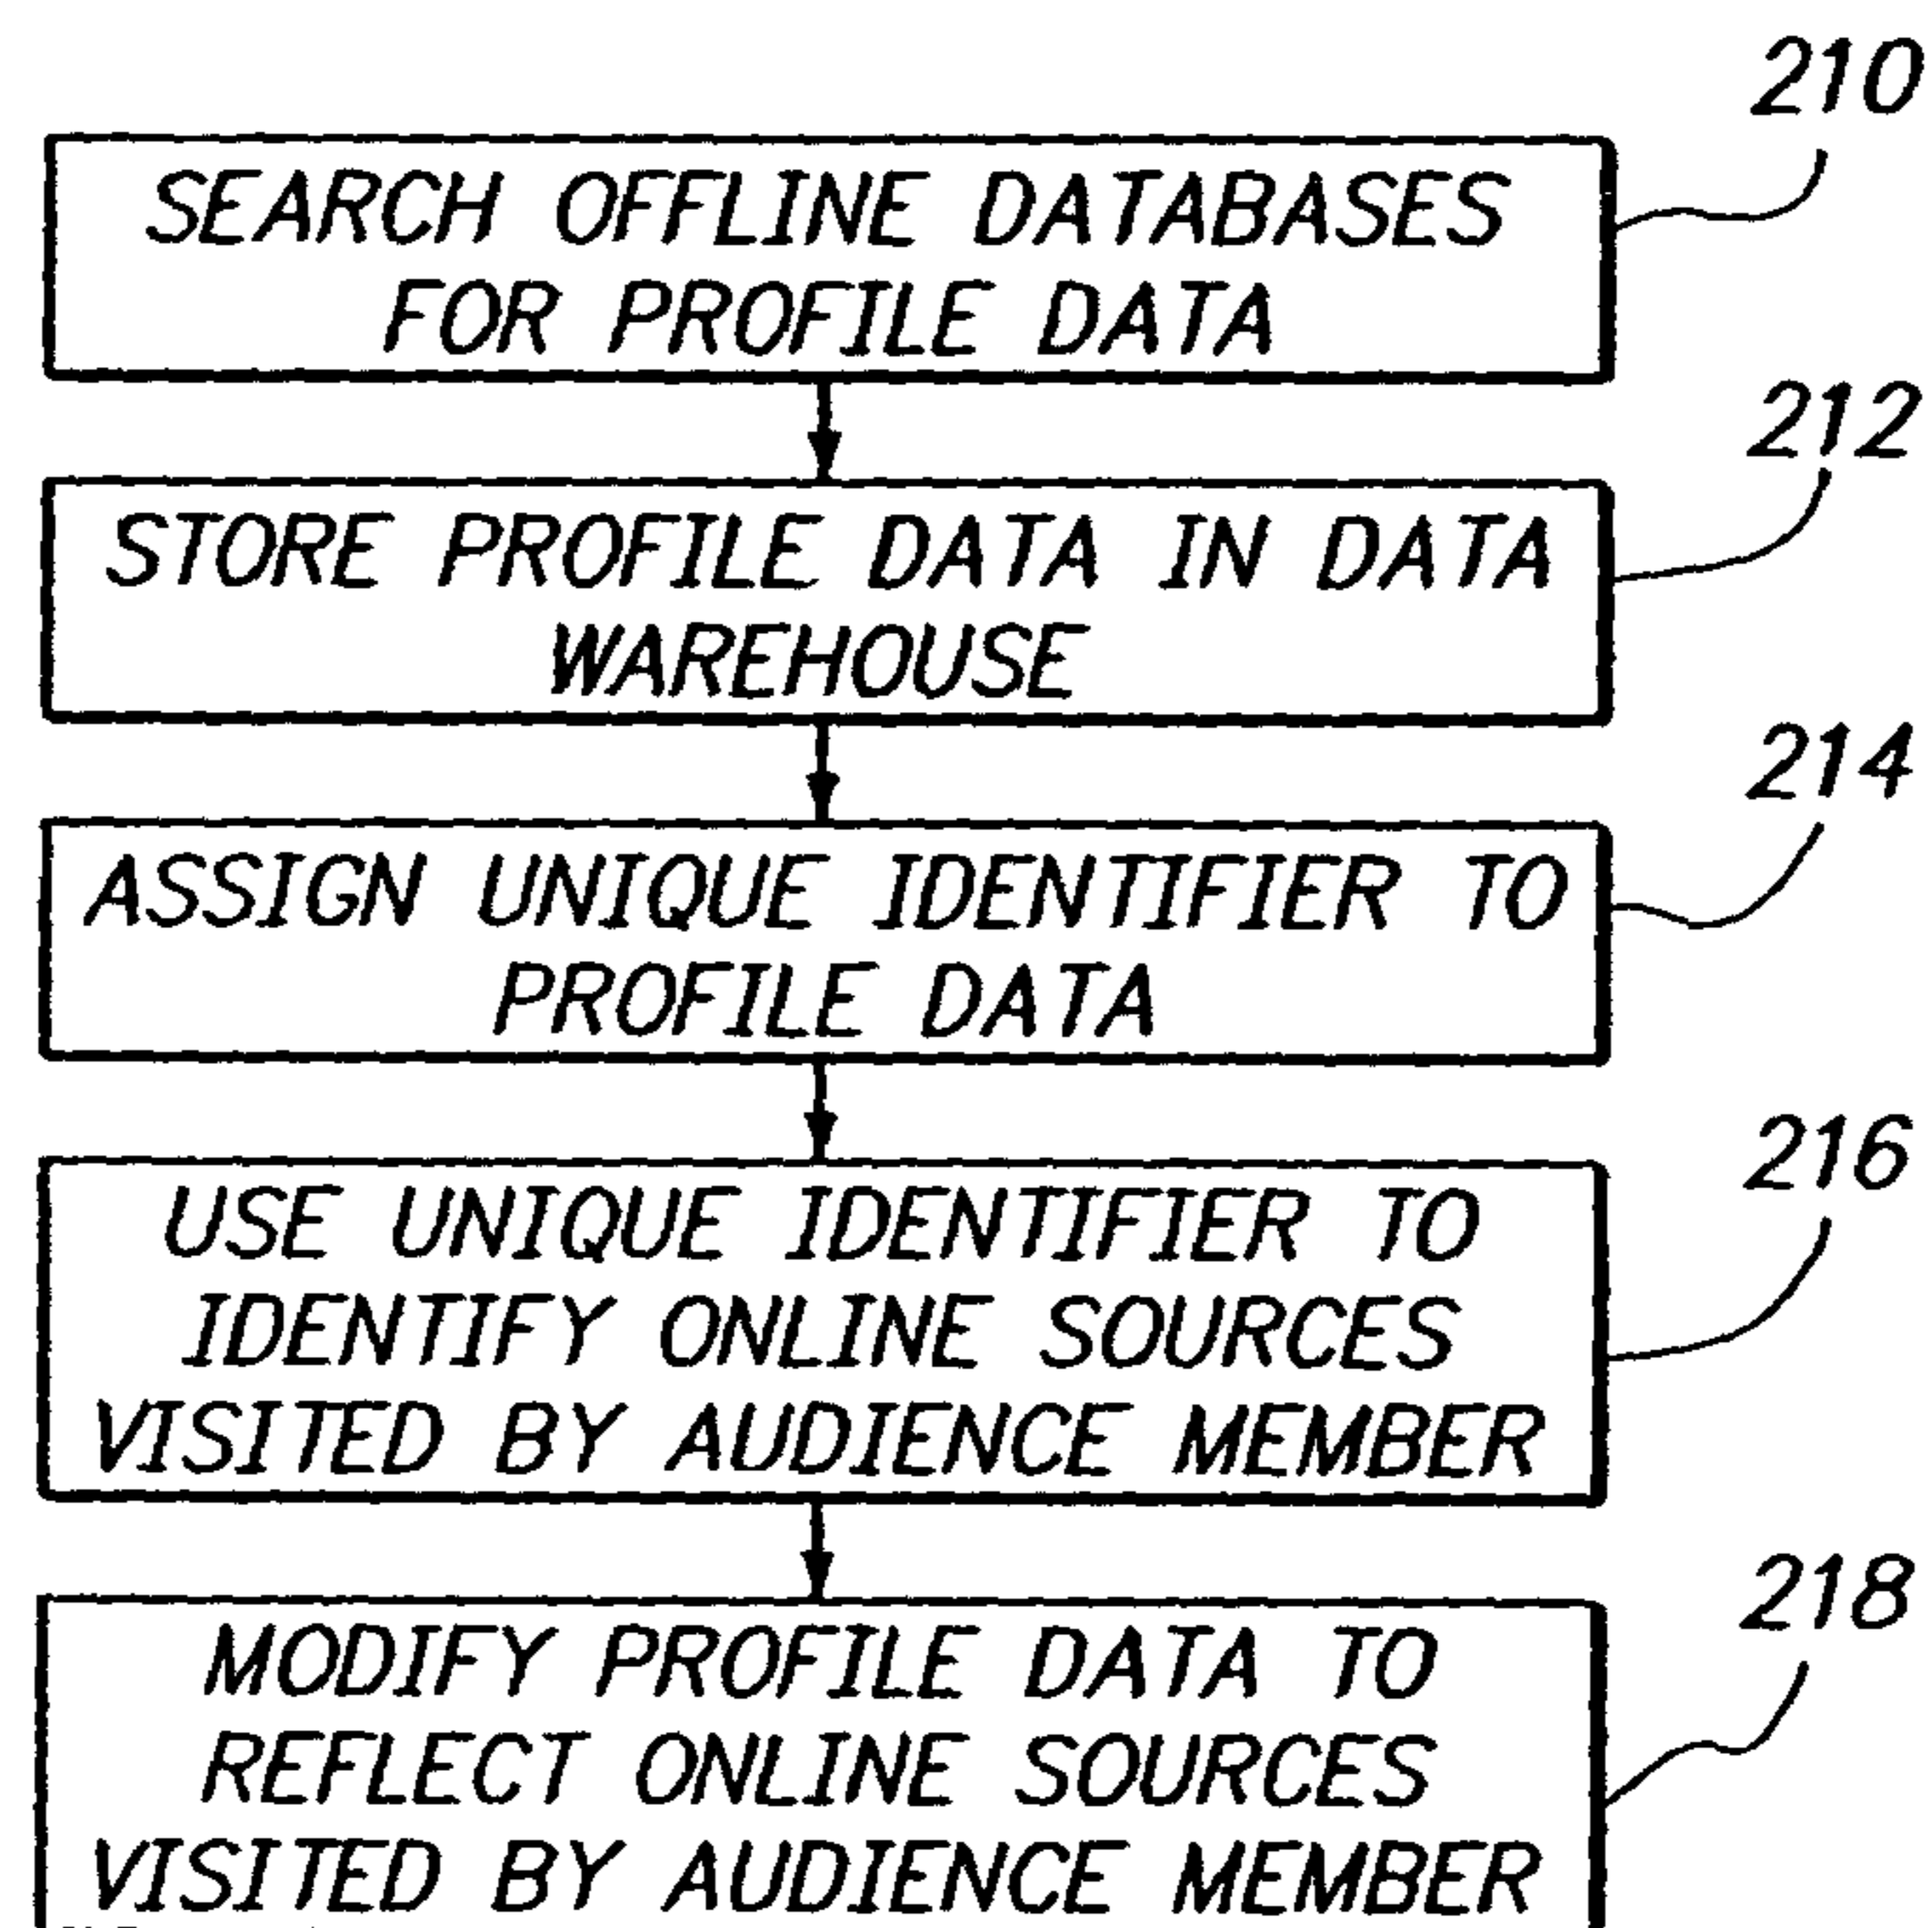 210
SEARCH OFFLINE DATABASES
FOR PROFILE DATA
212
STORE PROFILE DATA IN DATA
WAREHOUSE
214
ASSIGN UNIQUE IDENTIFIER TO
PROFILE DATA
216
USE UNIQUE IDENTIFIER TO
IDENTIFY ONLINE SOURCES
VISITED BY AUDIENCE MEMBER
218
MODIFY PROFILE DATA TO
REFLECT ONLINE SOURCES
VISITED BY AUDIENCE MEMBER